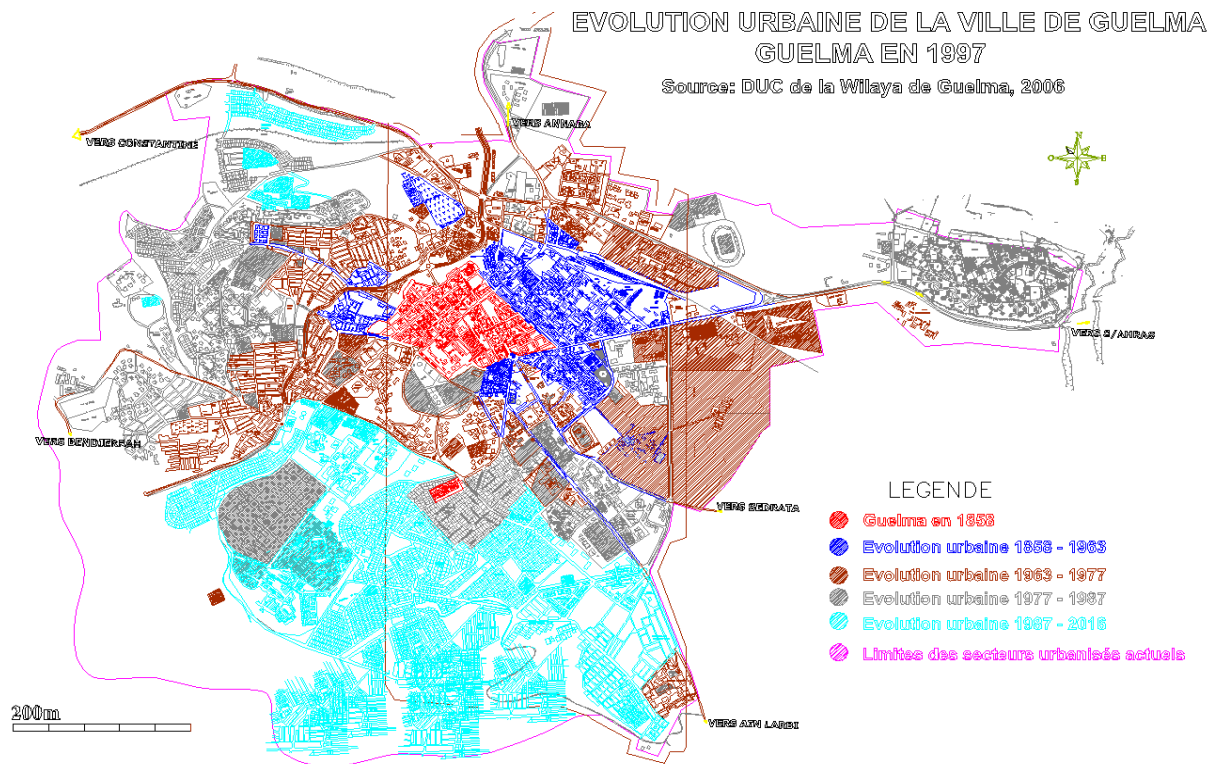 EVOLUTION URBAINE DE LA VILLE DE GUELMA
GUELMA EN 1997
Source: DUC de la Wilaya de Guelma, 2006
VERS ANNABA
VERS CONSTANTINE
VERS S/AHRAS
VERS BENDJERRAH
VERS SEDRATA
LEGENDE
Guelma en 1858
Evolution urbaine 1858 - 1963
Evolution urbaine 1963 - 1977
Evolution urbaine 1977 - 1987
Evolution urbaine 1987 - 2016
Limites des secteurs urbanisés actuels
200m
VERS AIN LARBI